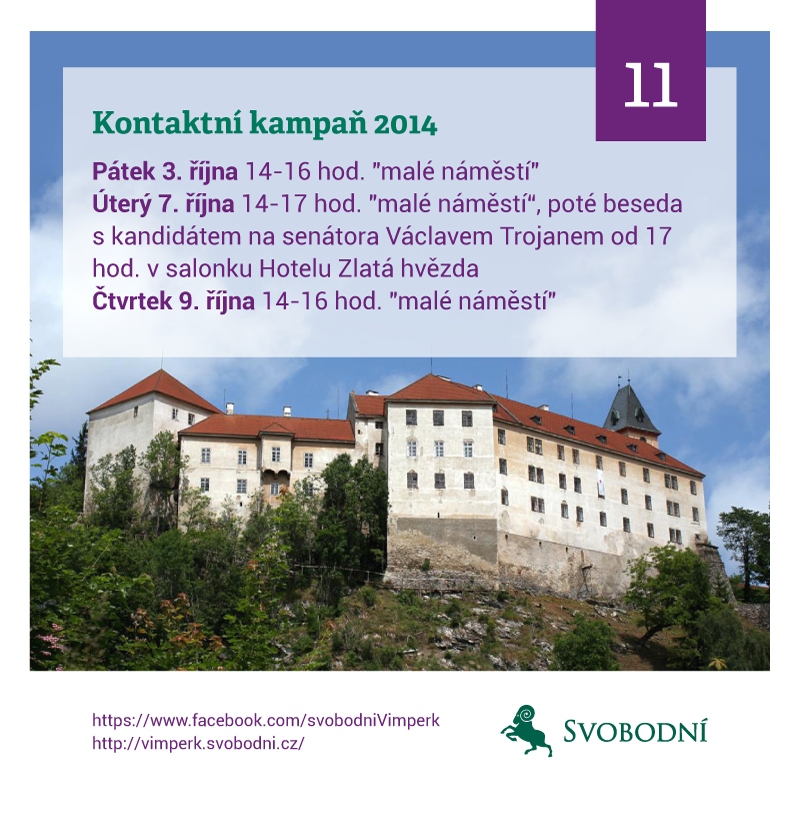 11
Kontaktní kampaň 2014
Pátek 3. října 14-16 hod. "malé náměstí"
Úterý 7. října 14-17 hod. "malé náměstí“, poté beseda
s kandidátem na senátora Václavem Trojanem od 17
hod. v salonku Hotelu Zlatá hvězda
Čtvrtek 9. října 14-16 hod. "malé náměstí"
https://www.facebook.com/svobodniVimperk
http://vimperk.svobodni.cz/
SVOBODNÍ